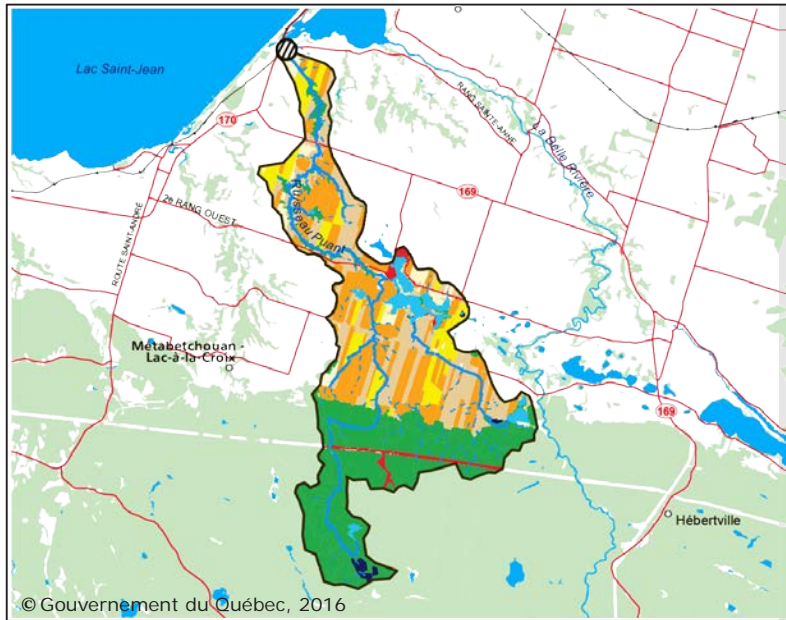 Lac Saint-Jean
170
RANG SAINTE-ANNE
La Belle Rivière
169
2e RANG OUEST
Ruisseau Puant
ROUTE SAINT-ANDRÉ
Métabetchouan -
Lac-à-la-Croix
169
Hébertville
© Gouvernement du Québec, 2016